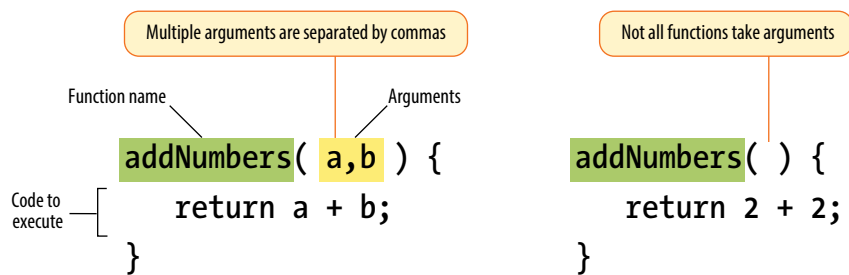 Multiple arguments are separated by commas
Not all functions take arguments
Function name
Arguments
addNumbers( a,b ) {
Code to
execute
return a + b;
}
addNumbers( ) {
return 2 + 2;
}